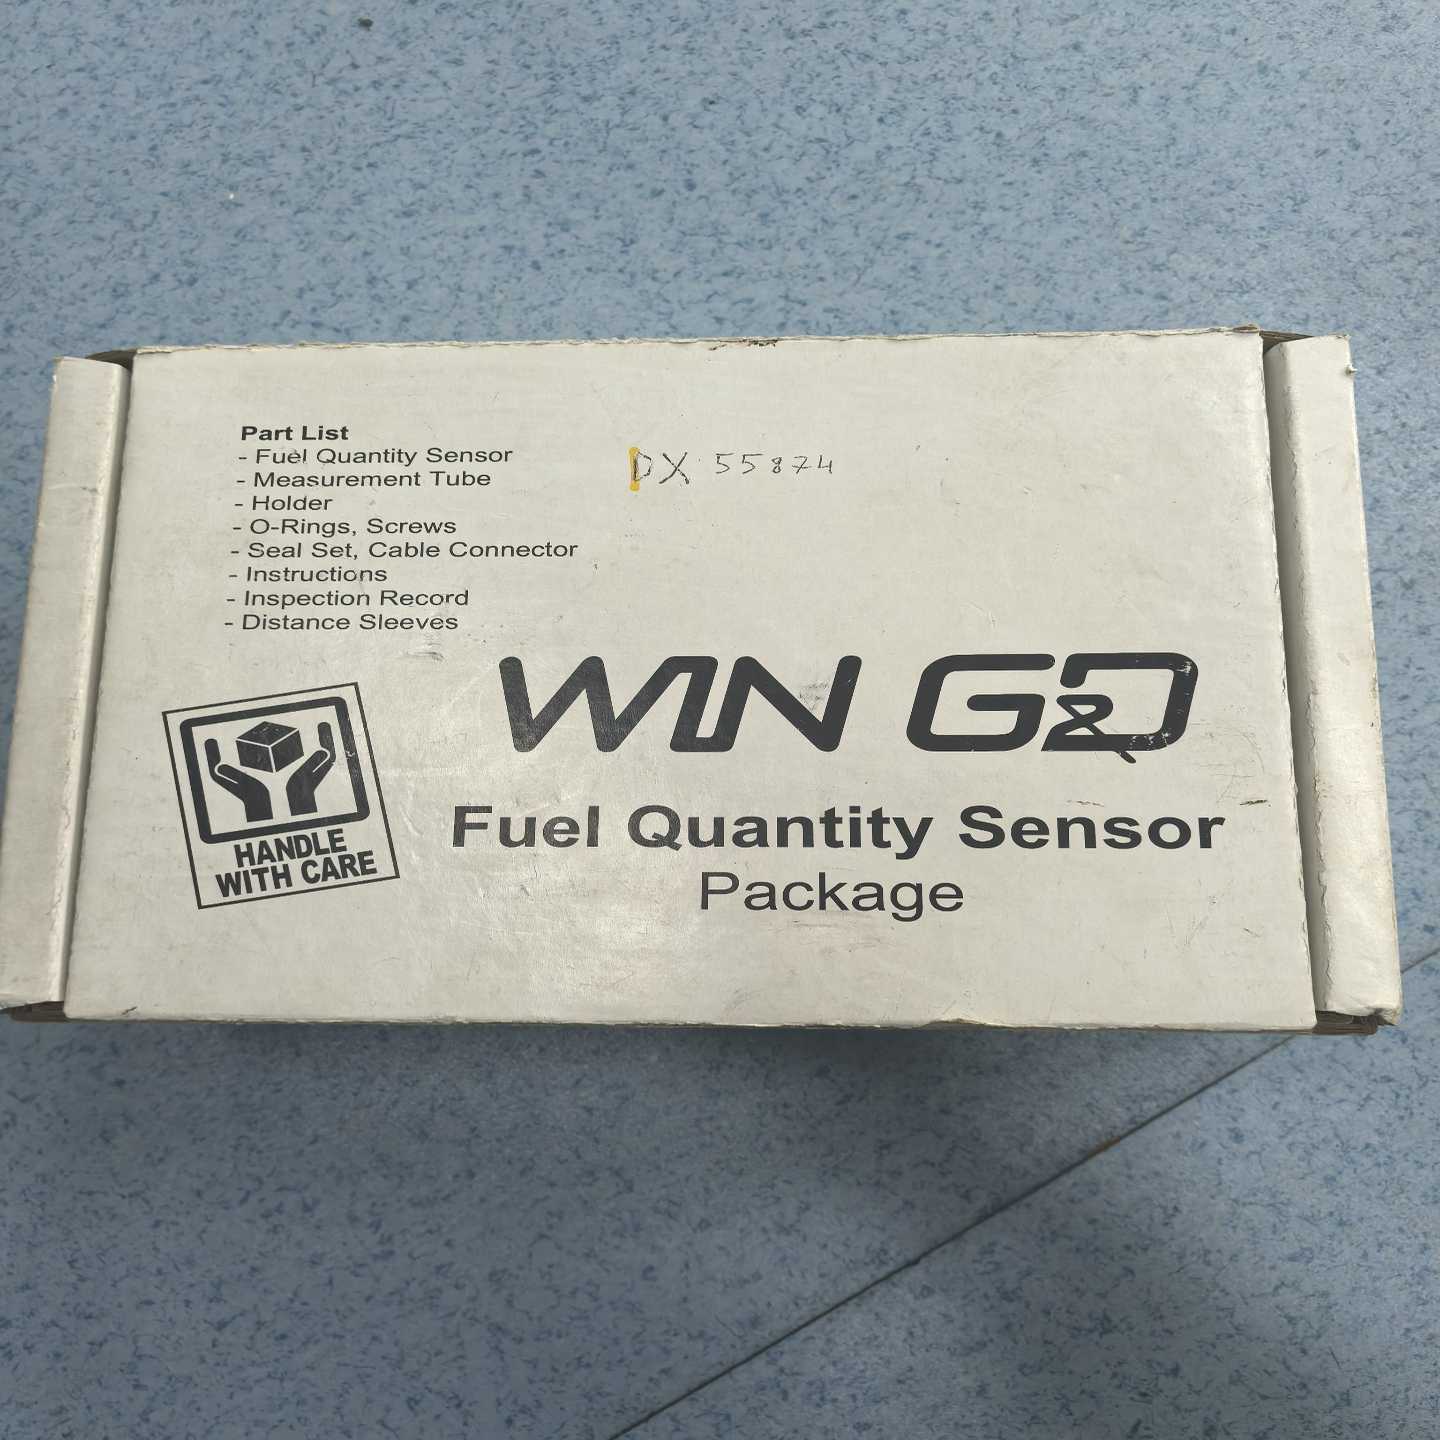 Part List
- Fuel Quantity Sensor
- Measurement Tube
- Holder
- O-Rings, Screws
- Seal Set, Cable Connector
- Instructions
- Inspection Record
- Distance Sleeves
DX 55874
WIN G&D
Fuel Quantity Sensor
Package
HANDLE
WITH CARE